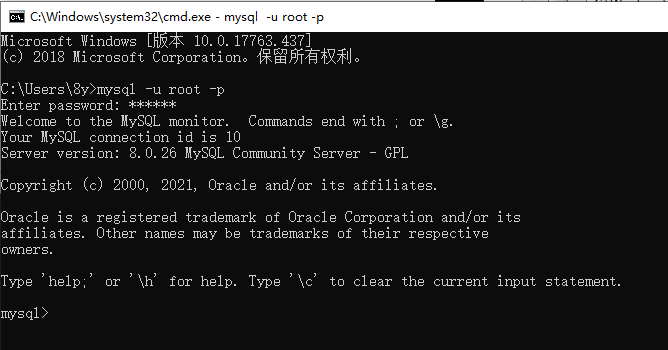 C:\Windows\system32\cmd.exe - mysql  -u root -p
Microsoft Windows [版本 10.0.17763.437]
(c) 2018 Microsoft Corporation。保留所有权利。
C:\Users\8y>mysql -u root -p
Enter password: ******
Welcome to the MySQL monitor.  Commands end with ; or \g.
Your MySQL connection id is 10
Server version: 8.0.26 MySQL Community Server - GPL
Copyright (c) 2000, 2021, Oracle and/or its affiliates.
Oracle is a registered trademark of Oracle Corporation and/or its
affiliates. Other names may be trademarks of their respective
owners.
Type 'help;' or '\h' for help. Type '\c' to clear the current input statement.
mysql>